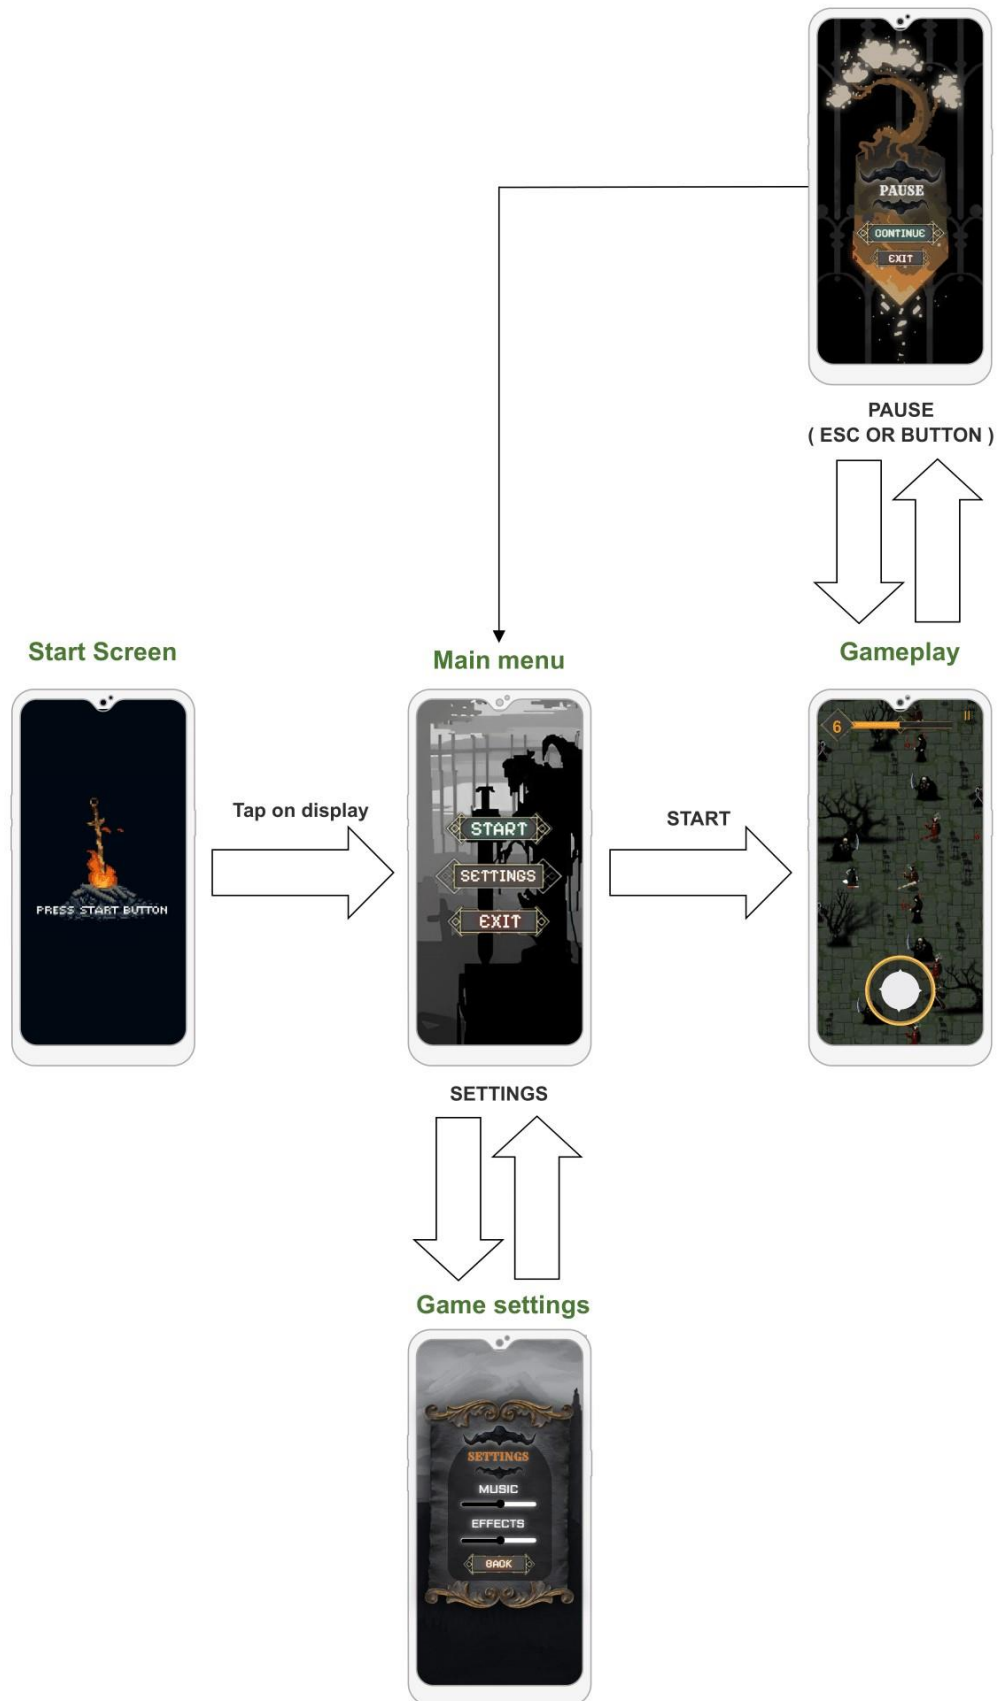 PAUSE
CONTINUE
EXIT
PAUSE
( ESC OR BUTTON )
Start Screen
Main menu
Gameplay
PRESS START BUTTON
Tap on display
START
SETTINGS
EXIT
START
6
SETTINGS
Game settings
SETTINGS
MUSIC
EFFECTS
BACK